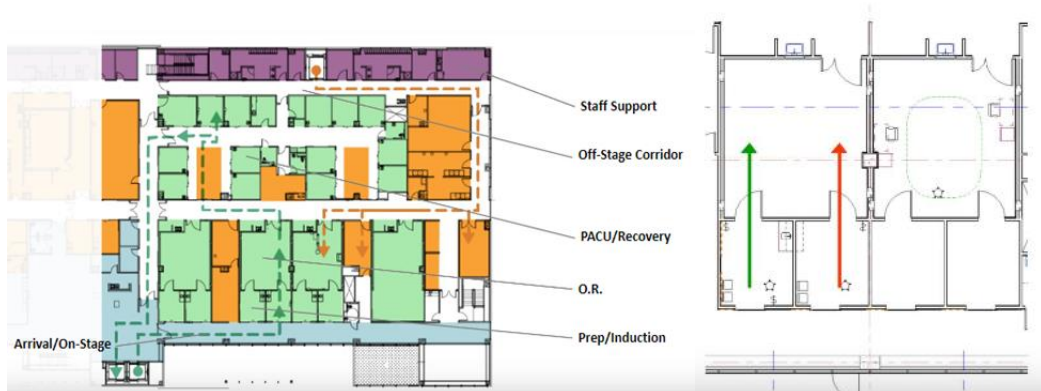 Staff Support
Off-Stage Corridor
PACU/Recovery
O.R.
Prep/Induction
Arrival/On-Stage